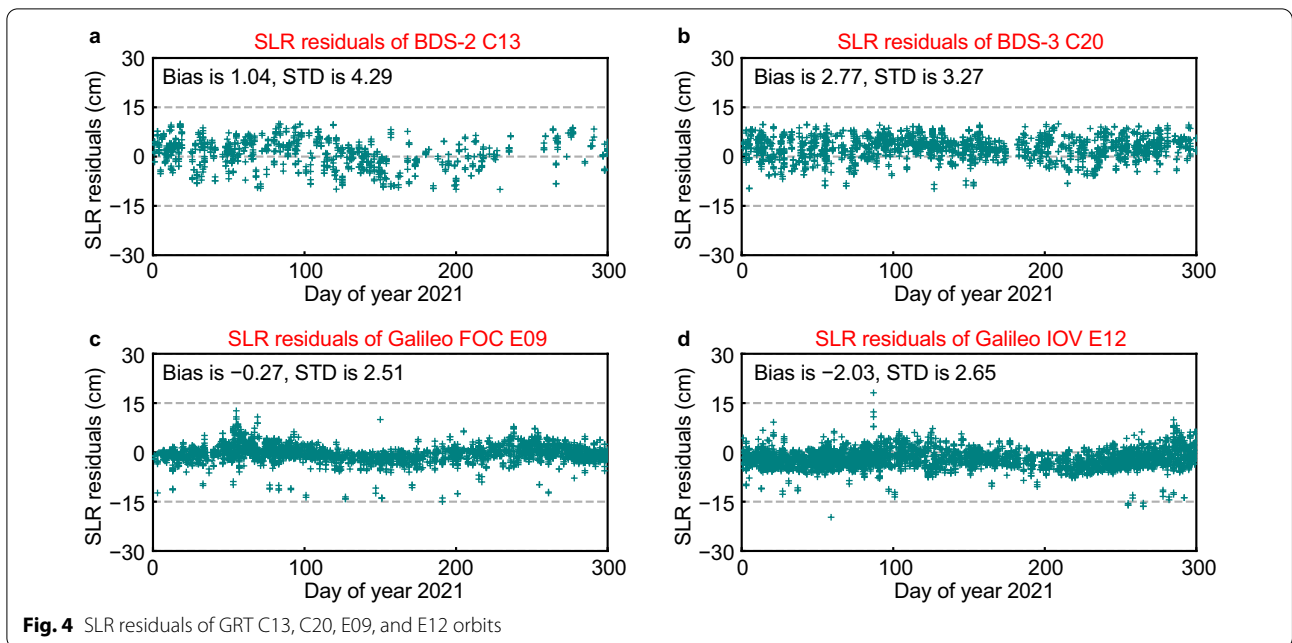 a
SLR residuals of BDS-2 C13
Bias is 1.04, STD is 4.29
SLR residuals (cm)
30
15
0
−15
−30
0 100 200 300
Day of year 2021
b
SLR residuals of BDS-3 C20
Bias is 2.77, STD is 3.27
SLR residuals (cm)
30
15
0
−15
−30
0 100 200 300
Day of year 2021
c
SLR residuals of Galileo FOC E09
Bias is −0.27, STD is 2.51
SLR residuals (cm)
30
15
0
−15
−30
0 100 200 300
Day of year 2021
d
SLR residuals of Galileo IOV E12
Bias is −2.03, STD is 2.65
SLR residuals (cm)
30
15
0
−15
−30
0 100 200 300
Day of year 2021
Fig. 4 SLR residuals of GRT C13, C20, E09, and E12 orbits